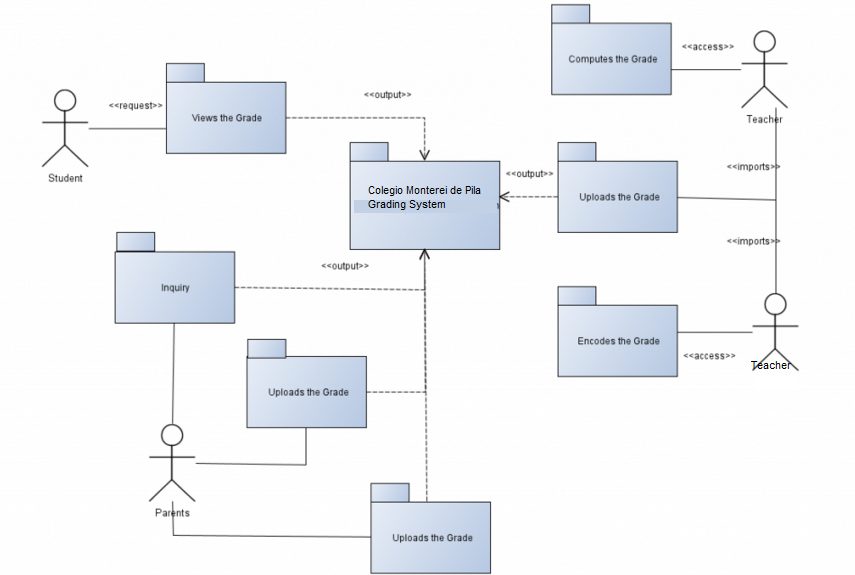 Computes the Grade
<<access>>
Teacher
<<request>>
Views the Grade
<<output>>
Student
Colegio Monterei de Pila
Grading System
<<output>>
Uploads the Grade
<<imports>>
<<imports>>
Inquiry
<<output>>
Encodes the Grade
<<access>>
Teacher
Uploads the Grade
Parents
Uploads the Grade